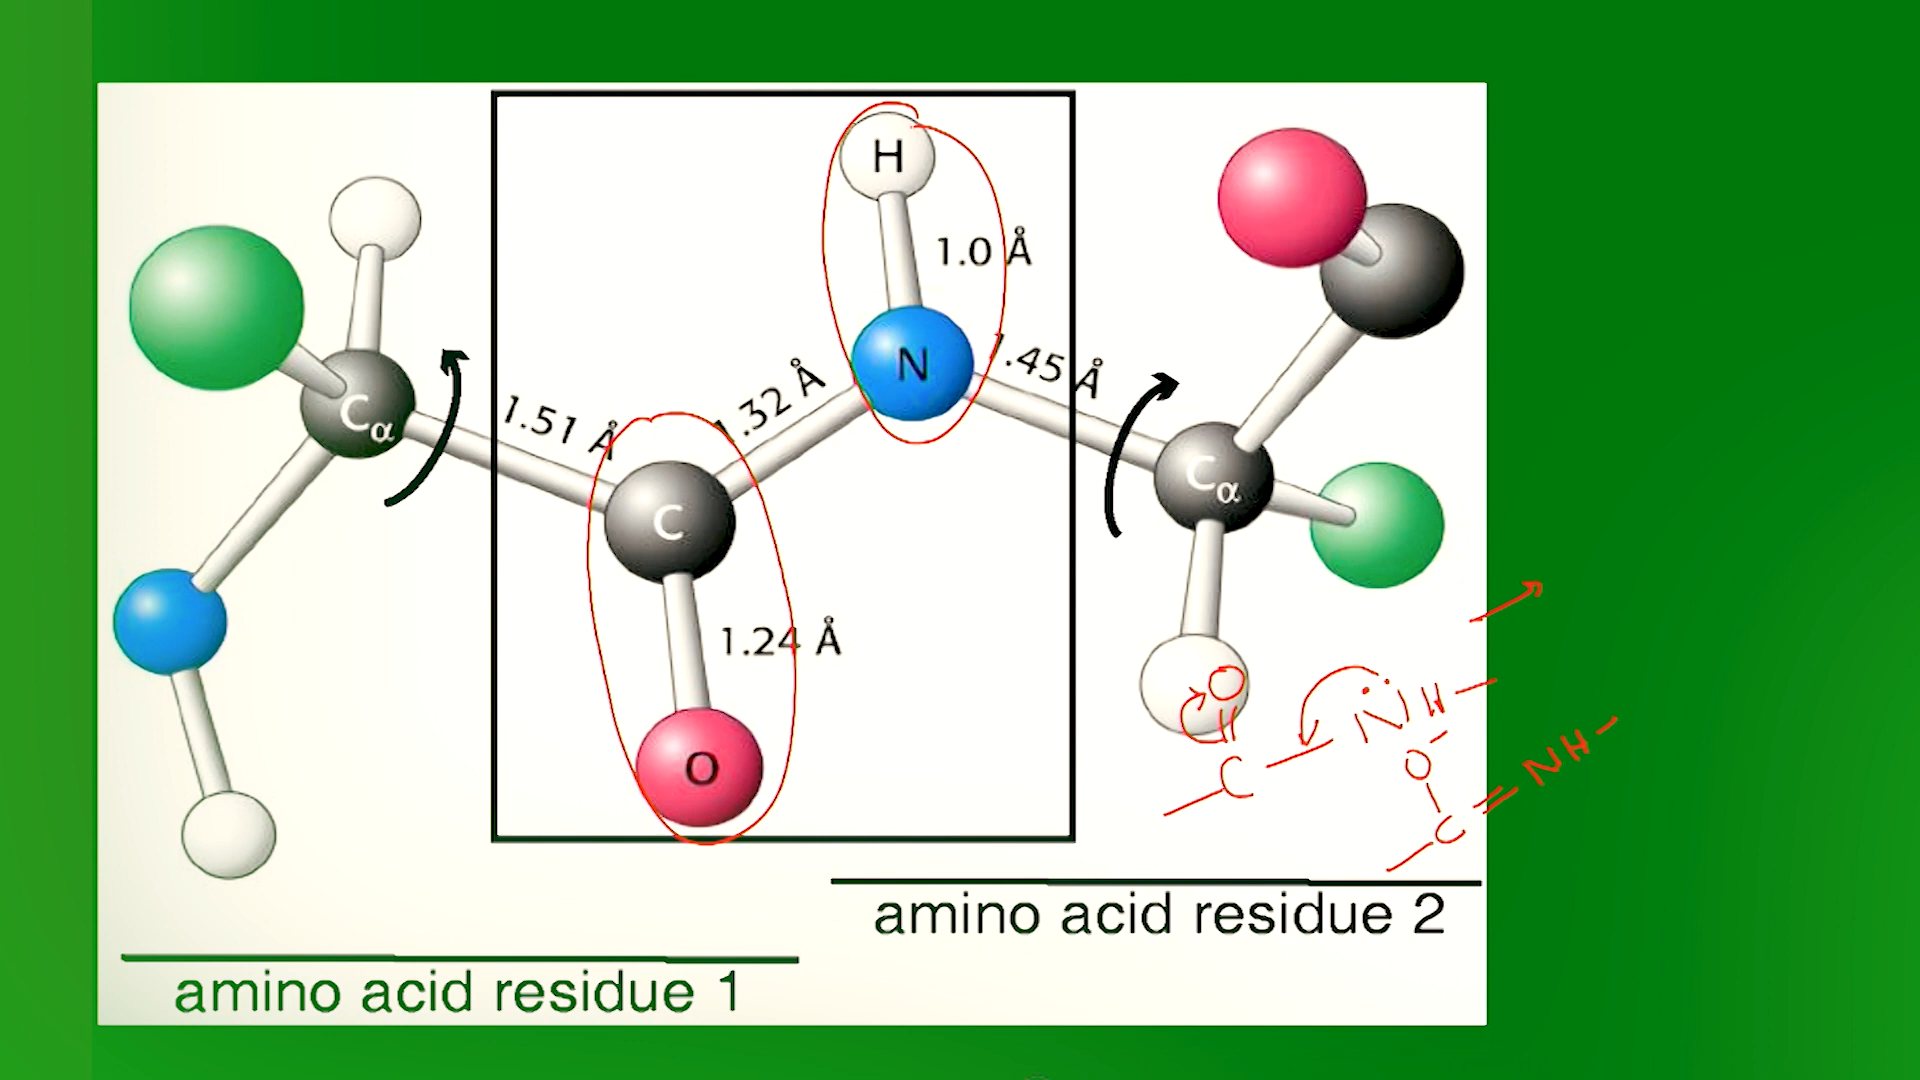 H
1.0 Å
N
1.45 Å
1.32 Å
1.51 Å
Cα
C
Cα
1.24 Å
O
O
N̈H
C
O⁻
C=NH
amino acid residue 2
amino acid residue 1